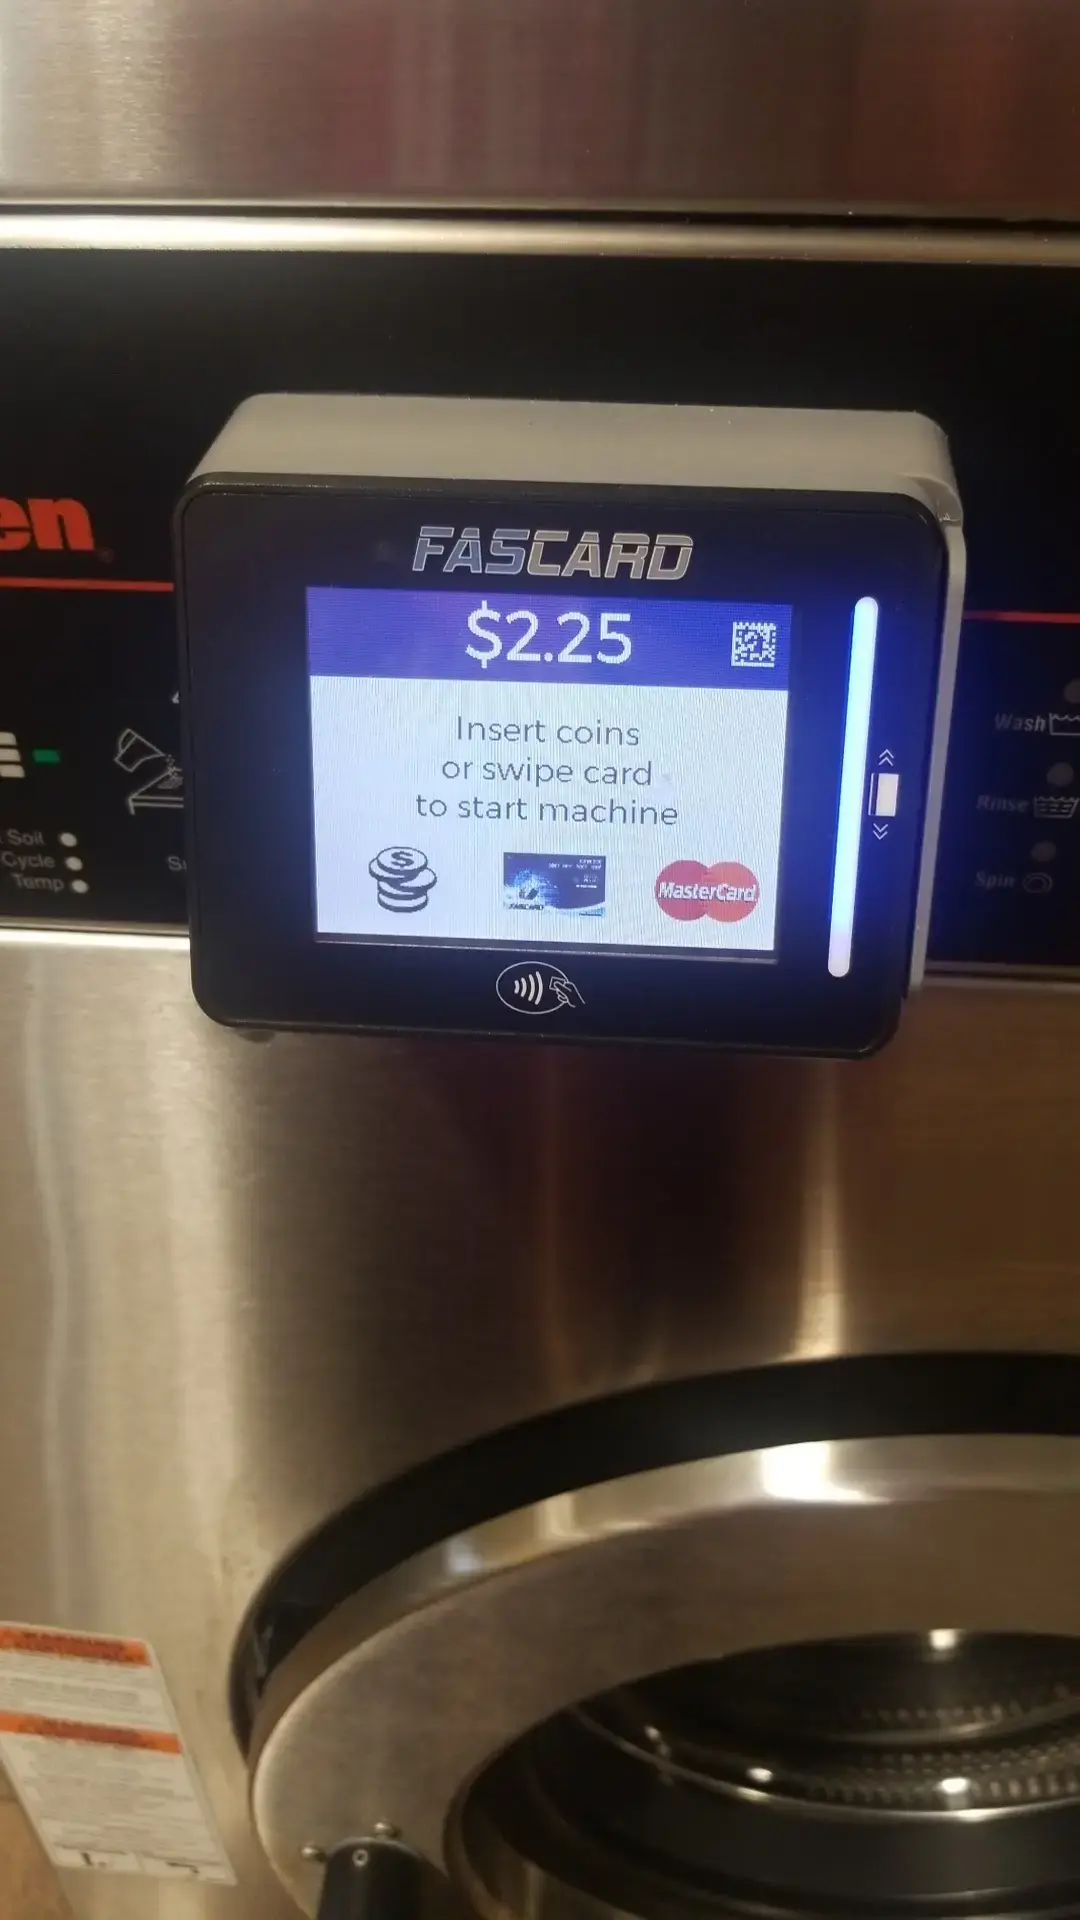 FASCARD
$2.25
Insert coins
or swipe card
to start machine
MasterCard
en
Soil
Cycle
Temp
Wash
Rinse
Spin